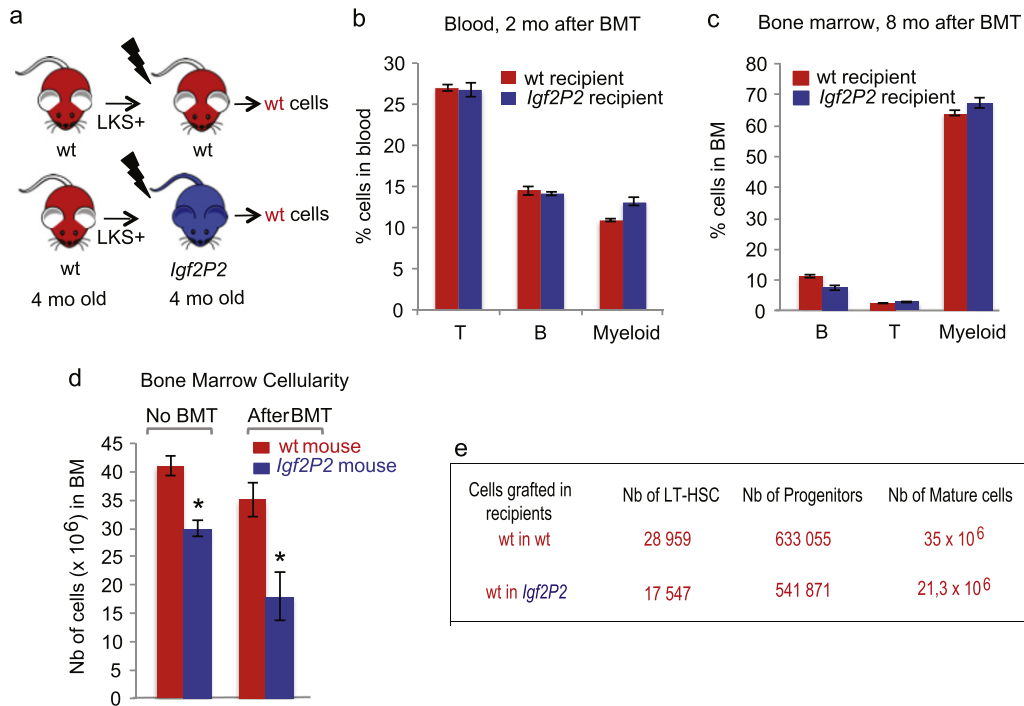 a
LKS+
wt cells
wt
wt
LKS+
wt cells
wt
Igf2P2
4 mo old
4 mo old
b
Blood, 2 mo after BMT
wt recipient
Igf2P2 recipient
% cells in blood
30
25
20
15
10
5
0
T
B
Myeloid
c
Bone marrow, 8 mo after BMT
wt recipient
Igf2P2 recipient
% cells in BM
80
70
60
50
40
30
20
10
0
B
T
Myeloid
d
Bone Marrow Cellularity
No BMT
After BMT
wt mouse
Igf2P2 mouse
Nb of cells (x 10⁶) in BM
45
40
35
30
25
20
15
10
5
0
*
*
e
Cells grafted in recipients
Nb of LT-HSC
Nb of Progenitors
Nb of Mature cells
wt in wt
28 959
633 055
35 x 10⁶
wt in Igf2P2
17 547
541 871
21,3 x 10⁶